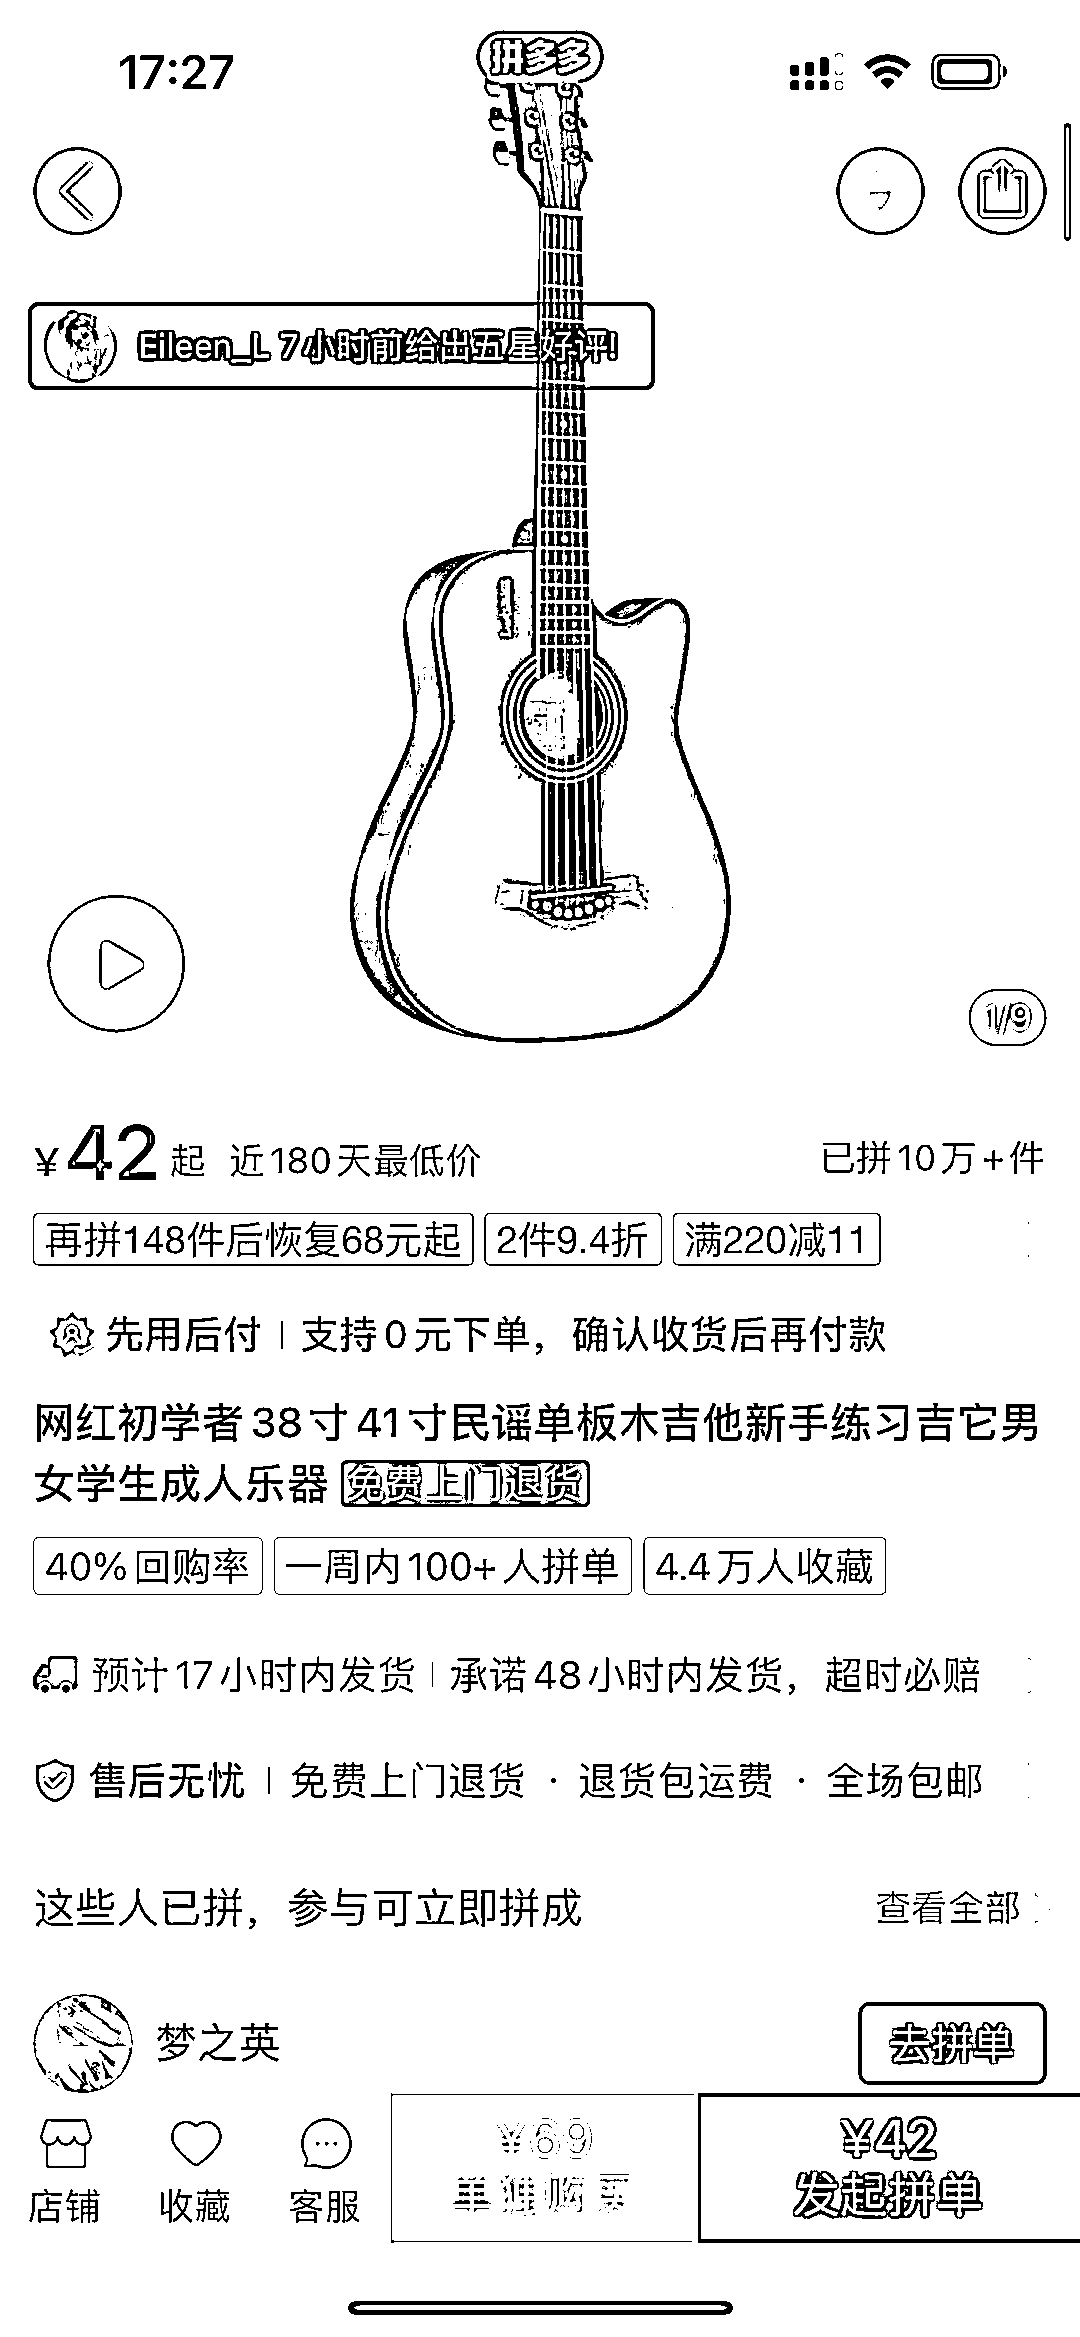 17:27
拼多多
Eileen_L 7小时前给出五星好评!
1/9
¥42起 近180天最低价 已拼10万+件
再拼148件后恢复68元起 2件9.4折 满220减11
先用后付 | 支持0元下单，确认收货后再付款
网红初学者38寸41寸民谣单板木吉他新手练习吉它男
女学生成人乐器 免费上门退货
40%回购率 一周内100+人拼单 4.4万人收藏
预计17小时内发货 | 承诺48小时内发货，超时必赔
售后无忧 | 免费上门退货 · 退货包运费 · 全场包邮
这些人已拼，参与可立即拼成 查看全部
梦之英 去拼单
¥69 ¥42
店铺 收藏 客服 单独购买 发起拼单